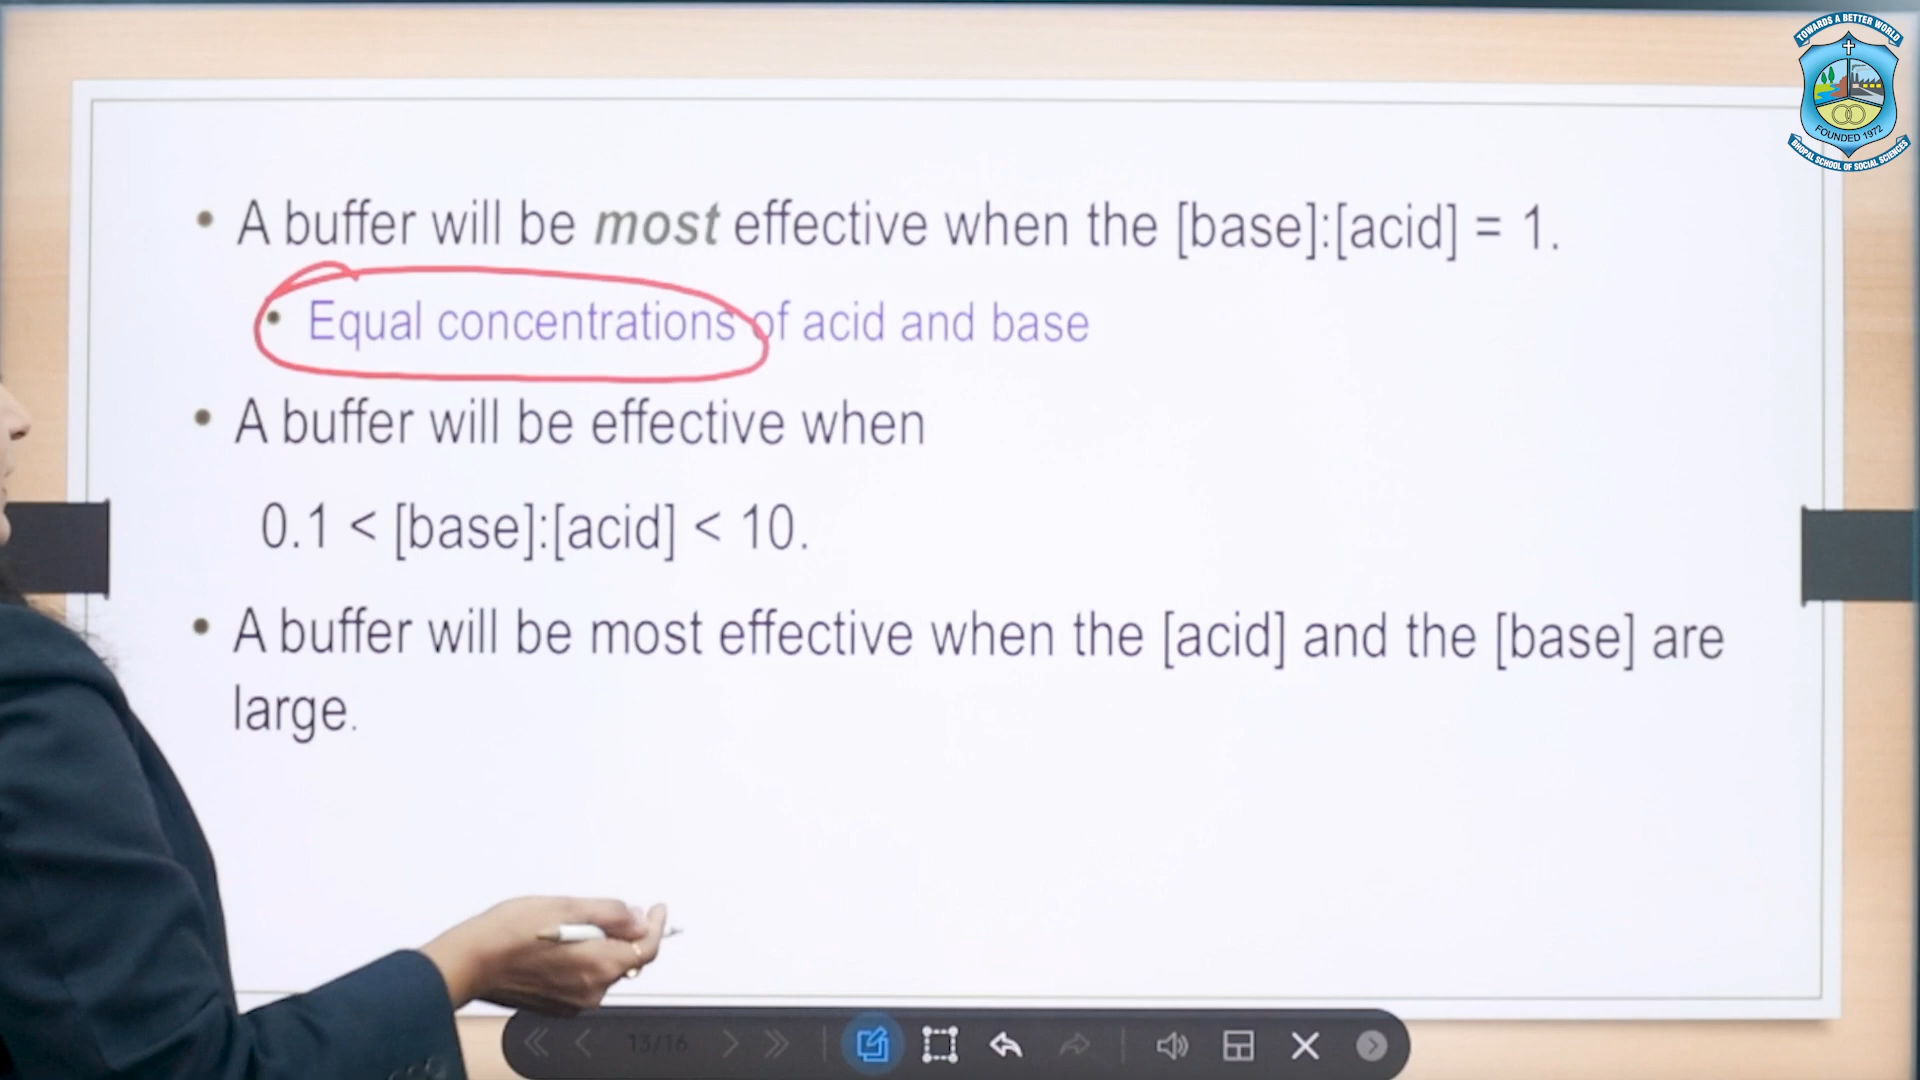 TOWARDS A BETTER WORLD
FOUNDED 1972
BHOPAL SCHOOL OF SOCIAL SCIENCES
• A buffer will be most effective when the [base]:[acid] = 1.
• Equal concentrations of acid and base
• A buffer will be effective when
0.1 < [base]:[acid] < 10.
• A buffer will be most effective when the [acid] and the [base] are
large.
13/16